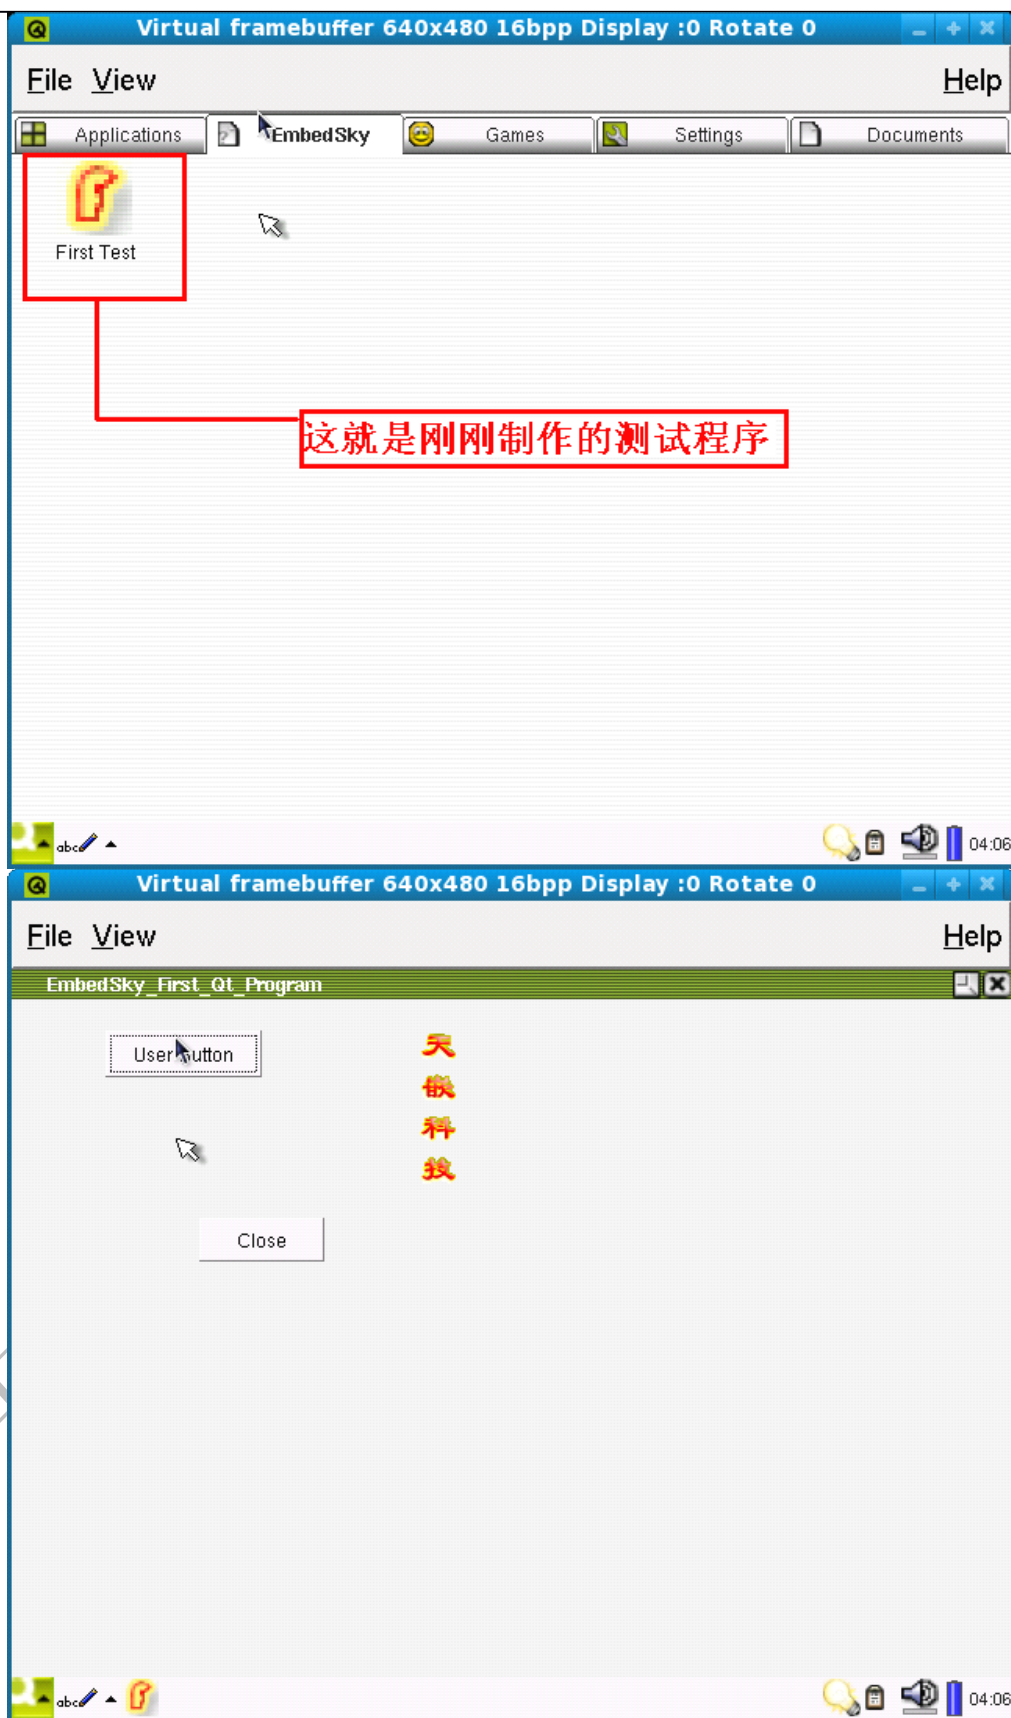 Virtual framebuffer 640x480 16bpp Display :0 Rotate 0
File View Help
Applications EmbedSky Games Settings Documents
First Test
这就是刚刚制作的测试程序
abc 04:06
Virtual framebuffer 640x480 16bpp Display :0 Rotate 0
File View Help
EmbedSky_First_Qt_Program
User Button
天
嵌
科
技
Close
abc 04:06